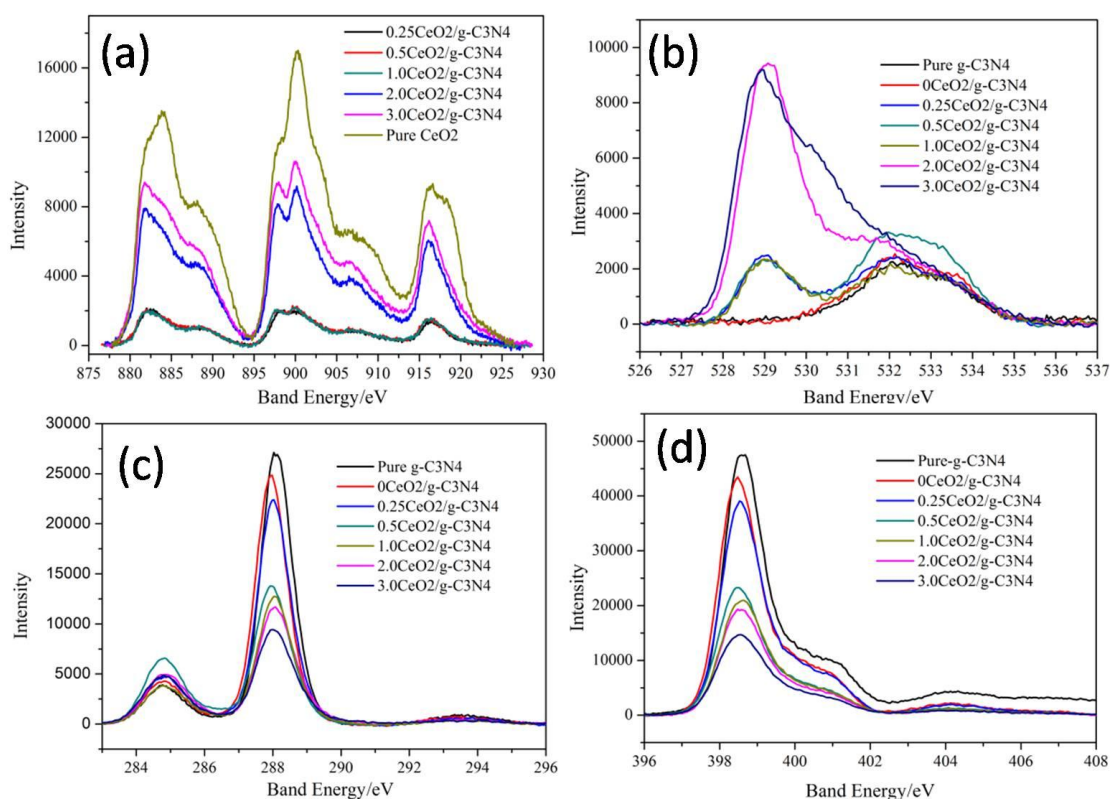 (a)
0.25CeO2/g-C3N4
0.5CeO2/g-C3N4
1.0CeO2/g-C3N4
2.0CeO2/g-C3N4
3.0CeO2/g-C3N4
Pure CeO2
16000
12000
8000
4000
0
Intensity
875 880 885 890 895 900 905 910 915 920 925 930
Band Energy/eV
(b)
Pure g-C3N4
0CeO2/g-C3N4
0.25CeO2/g-C3N4
0.5CeO2/g-C3N4
1.0CeO2/g-C3N4
2.0CeO2/g-C3N4
3.0CeO2/g-C3N4
10000
8000
6000
4000
2000
0
Intensity
526 527 528 529 530 531 532 533 534 535 536 537
Band Energy/eV
(c)
Pure g-C3N4
0CeO2/g-C3N4
0.25CeO2/g-C3N4
0.5CeO2/g-C3N4
1.0CeO2/g-C3N4
2.0CeO2/g-C3N4
3.0CeO2/g-C3N4
30000
25000
20000
15000
10000
5000
0
Intensity
284 286 288 290 292 294 296
Band Energy/eV
(d)
Pure-g-C3N4
0CeO2/g-C3N4
0.25CeO2/g-C3N4
0.5CeO2/g-C3N4
1.0CeO2/g-C3N4
2.0CeO2/g-C3N4
3.0CeO2/g-C3N4
50000
40000
30000
20000
10000
0
Intensity
396 398 400 402 404 406 408
Band Energy/eV